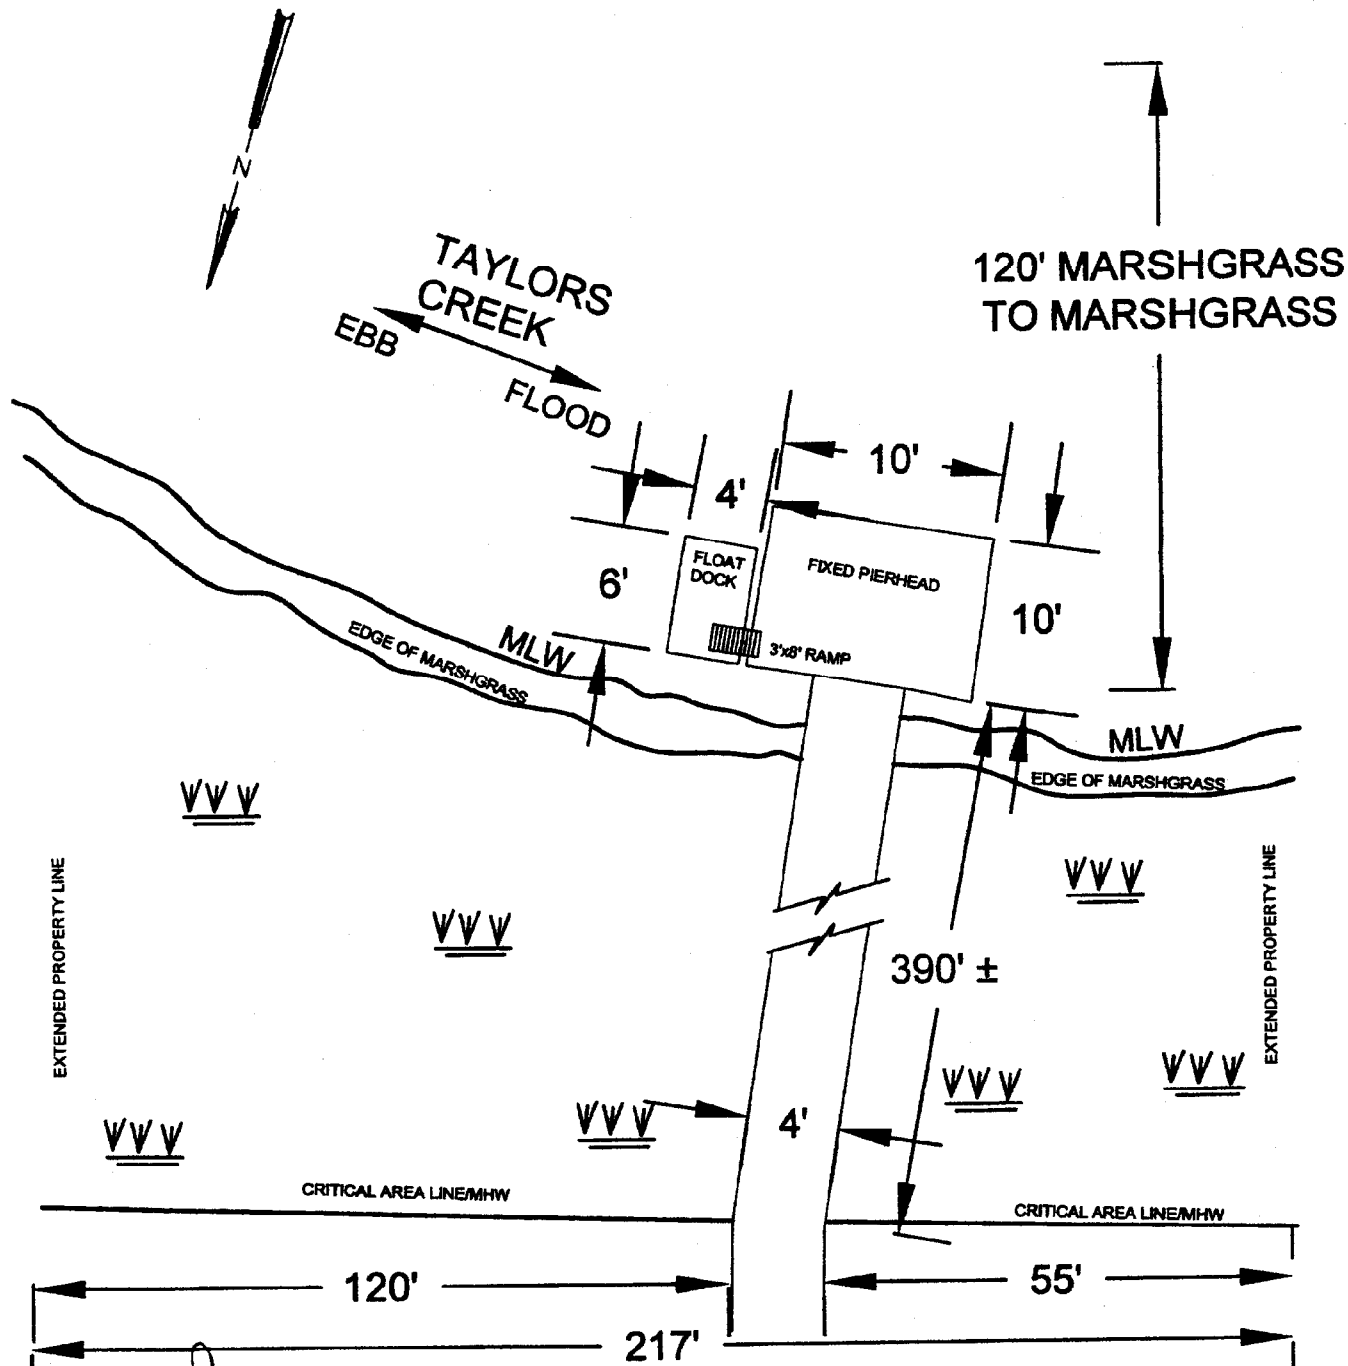 Z
TAYLORS
CREEK
EBB
FLOOD
120' MARSHGRASS
TO MARSHGRASS
10'
4'
6'
FLOAT
DOCK
FIXED PIERHEAD
10'
3'x8' RAMP
MLW
EDGE OF MARSHGRASS
MLW
EDGE OF MARSHGRASS
EXTENDED PROPERTY LINE
EXTENDED PROPERTY LINE
390' ±
4'
CRITICAL AREA LINE/MHW
CRITICAL AREA LINE/MHW
120'
55'
217'